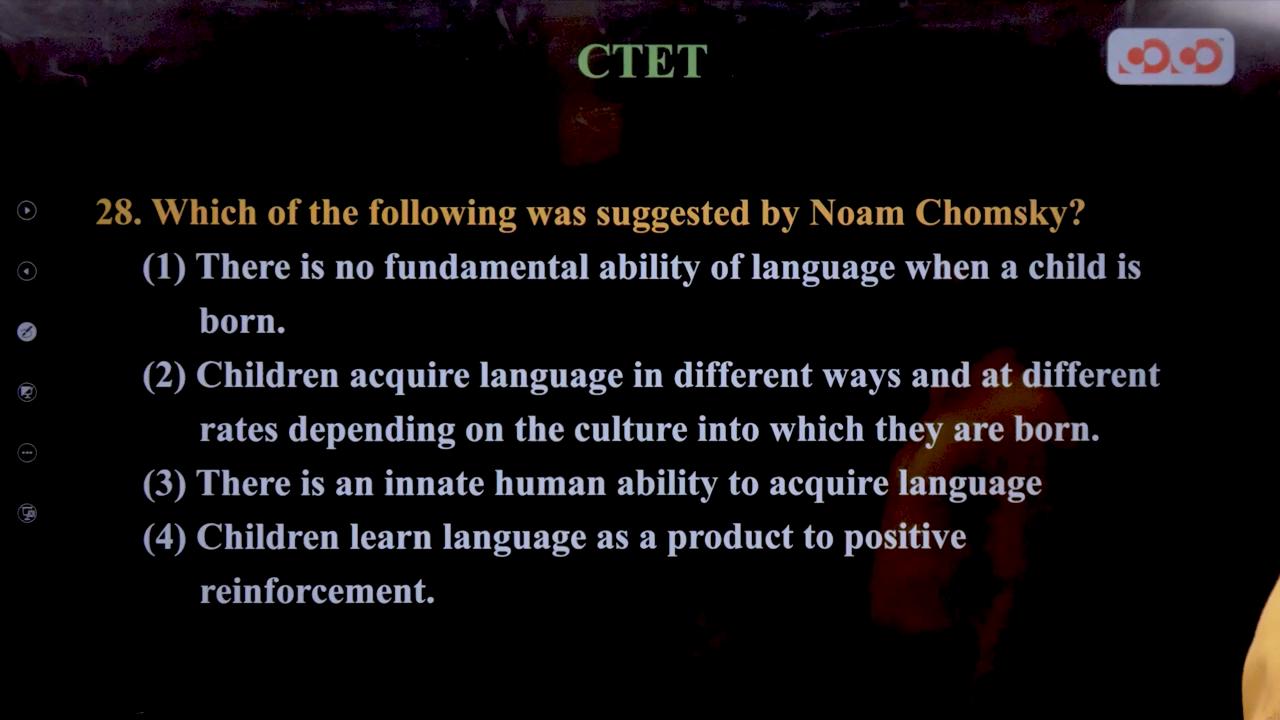 CTET
28. Which of the following was suggested by Noam Chomsky?
(1) There is no fundamental ability of language when a child is
born.
(2) Children acquire language in different ways and at different
rates depending on the culture into which they are born.
(3) There is an innate human ability to acquire language
(4) Children learn language as a product to positive
reinforcement.